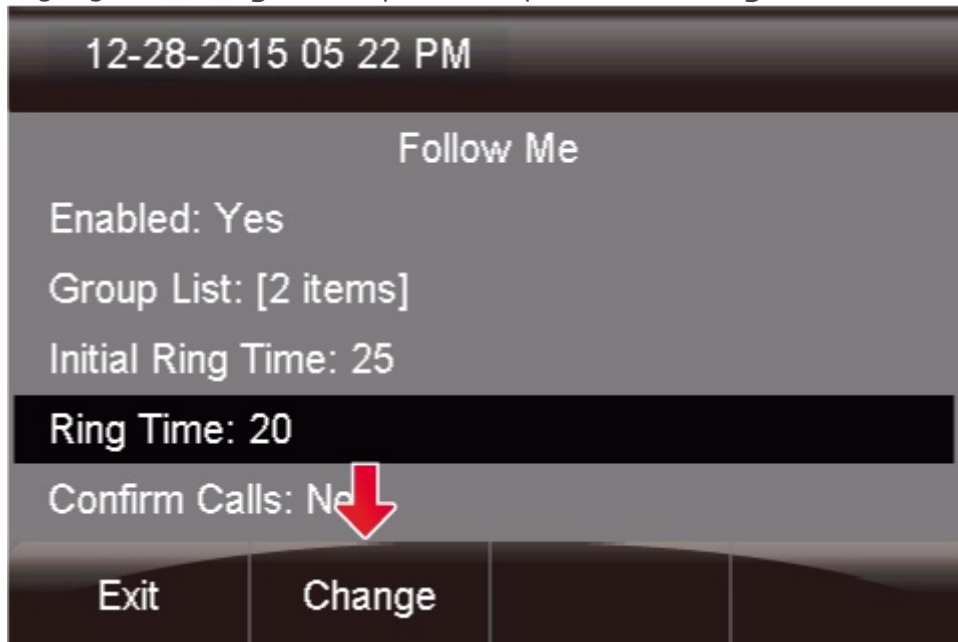 12-28-2015 05 22 PM
Follow Me
Enabled: Yes
Group List: [2 items]
Initial Ring Time: 25
Ring Time: 20
Confirm Calls: No
Exit Change